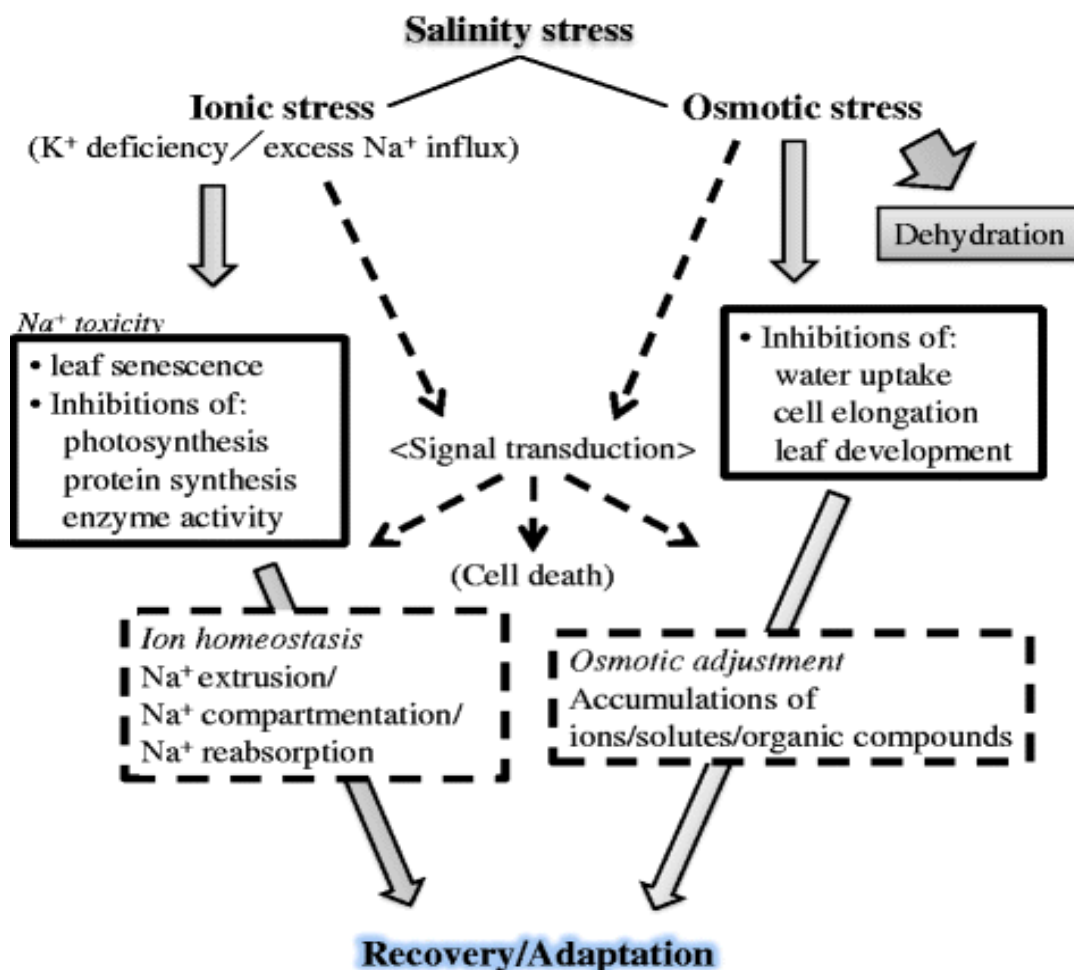 Salinity stress
Ionic stress
Osmotic stress
(K⁺ deficiency／excess Na⁺ influx)
Dehydration
Na⁺ toxicity
• leaf senescence
• Inhibitions of:
photosynthesis
protein synthesis
enzyme activity
• Inhibitions of:
water uptake
cell elongation
leaf development
<Signal transduction>
(Cell death)
Ion homeostasis
Na⁺ extrusion/
Na⁺ compartmentation/
Na⁺ reabsorption
Osmotic adjustment
Accumulations of
ions/solutes/organic compounds
Recovery/Adaptation